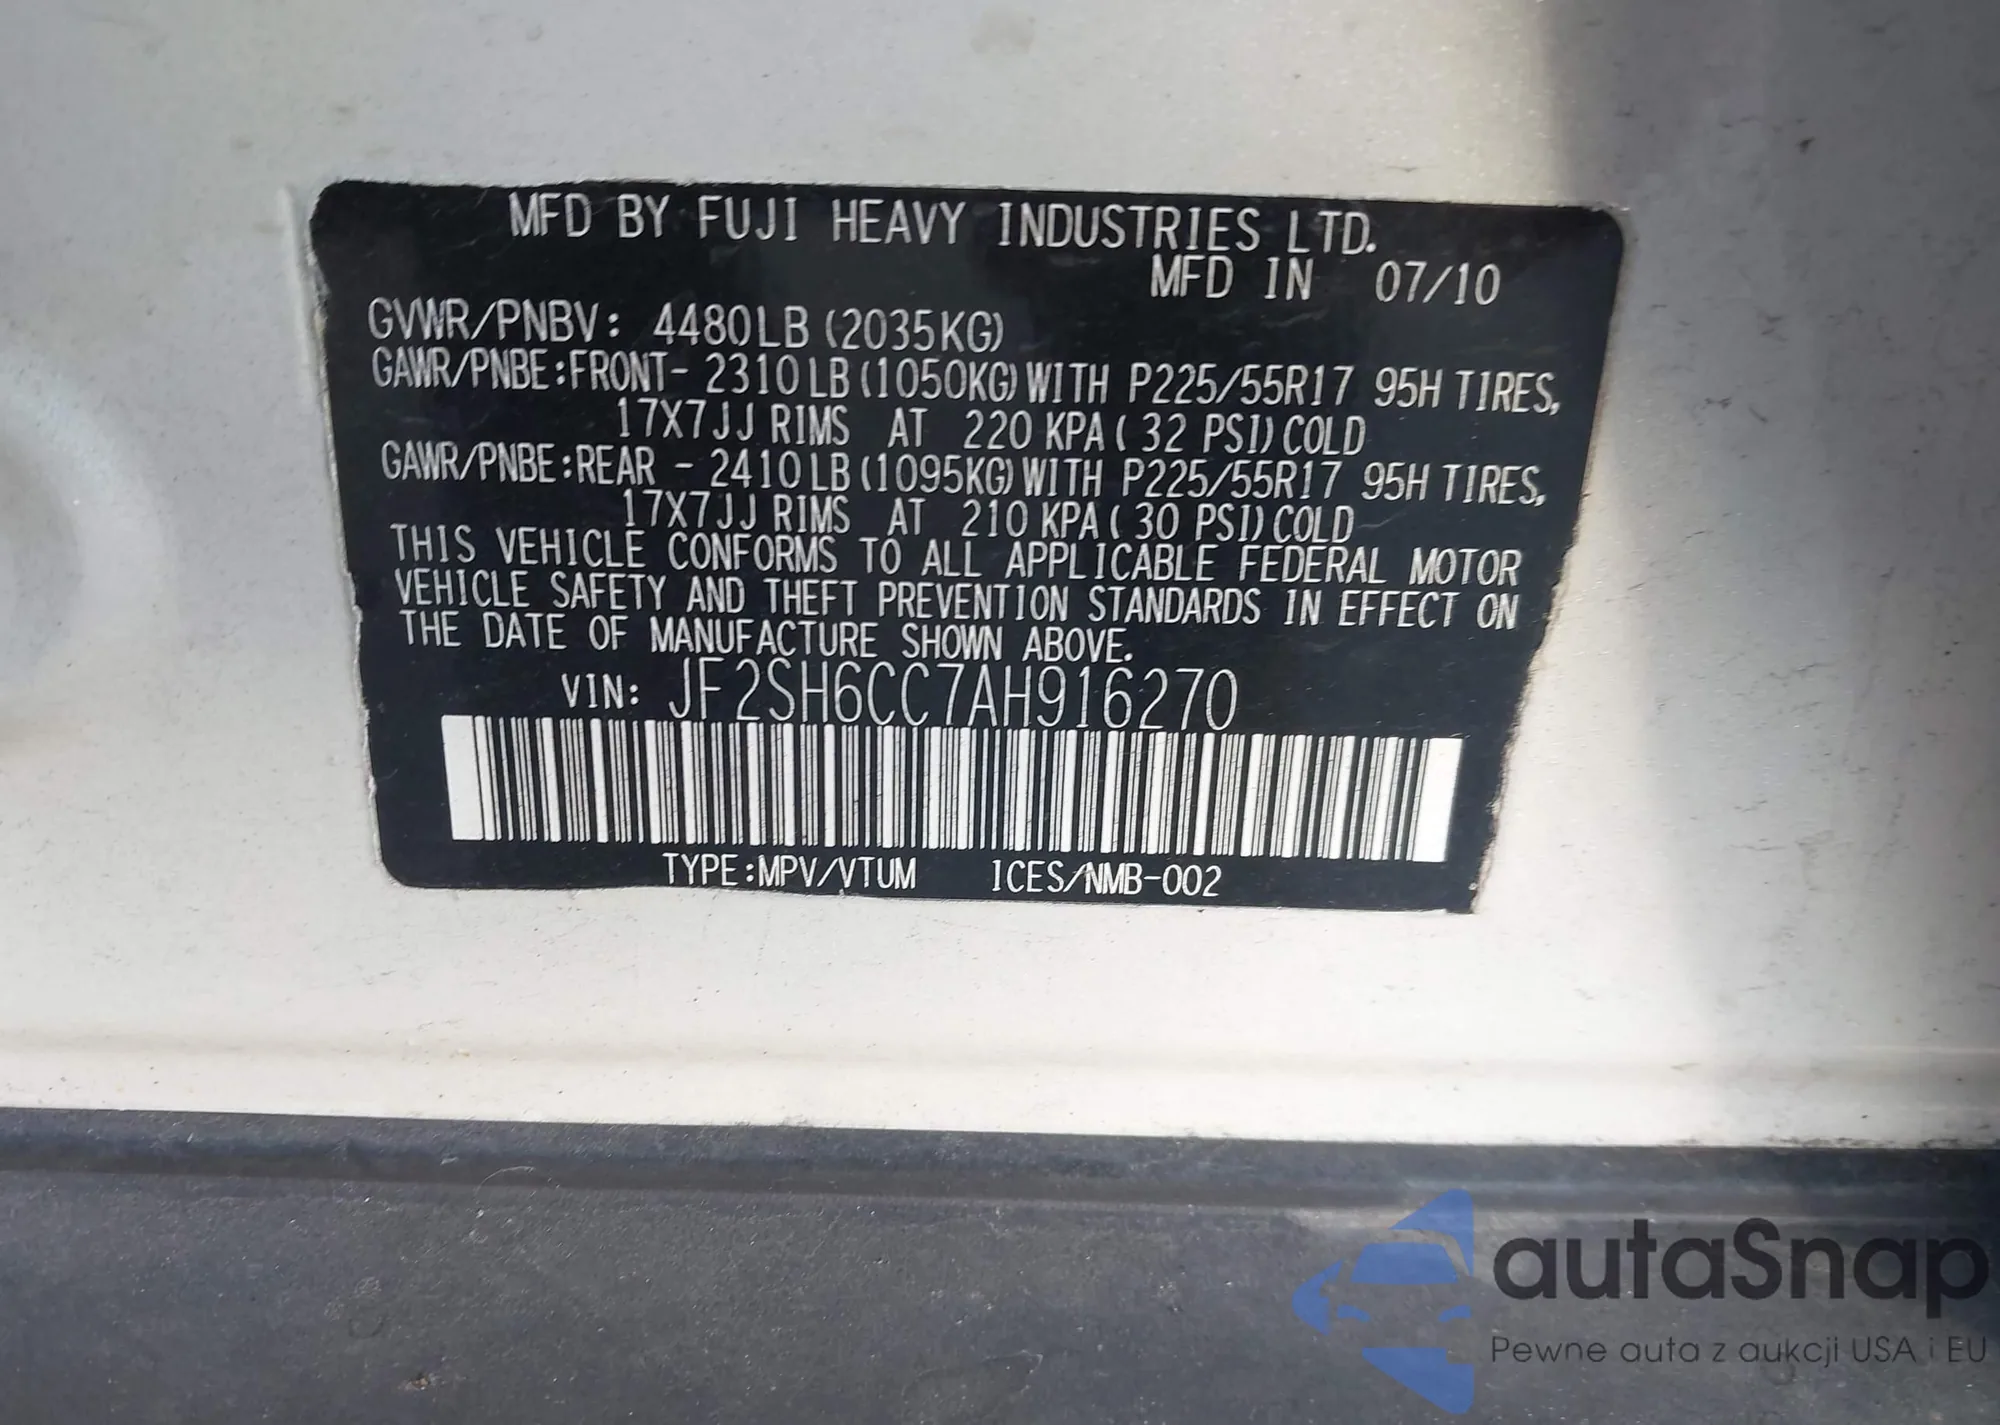 MFD BY FUJI HEAVY INDUSTRIES LTD.
MFD IN 07/10
GVWR/PNBV: 4480LB (2035KG)
GAWR/PNBE:FRONT- 2310LB (1050KG) WITH P225/55R17 95H TIRES,
17X7JJ RIMS AT 220 KPA ( 32 PSI) COLD
GAWR/PNBE:REAR - 2410LB (1095KG) WITH P225/55R17 95H TIRES,
17X7JJ RIMS AT 210 KPA ( 30 PSI) COLD
THIS VEHICLE CONFORMS TO ALL APPLICABLE FEDERAL MOTOR
VEHICLE SAFETY AND THEFT PREVENTION STANDARDS IN EFFECT ON
THE DATE OF MANUFACTURE SHOWN ABOVE.
VIN: JF2SH6CC7AH916270
TYPE:MPV/VTUM ICES/NMB-002
autaSnap
Pewne auta z aukcji USA i EU